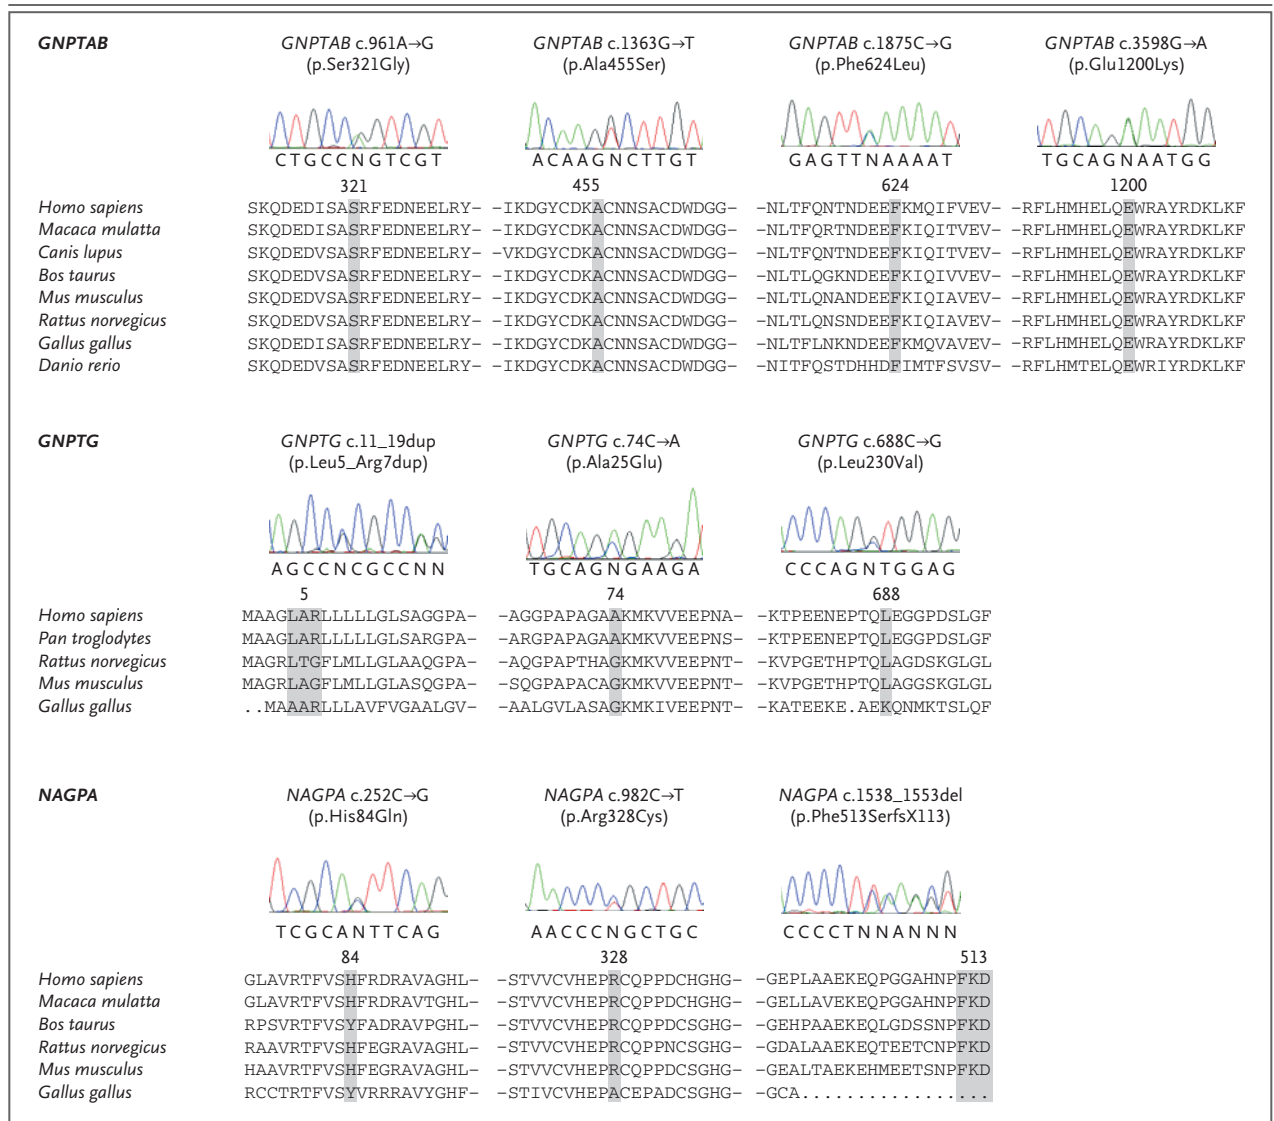 GNPTAB GNPTAB c.961A→G GNPTAB c.1363G→T GNPTAB c.1875C→G GNPTAB c.3598G→A
(p.Ser321Gly) (p.Ala455Ser) (p.Phe624Leu) (p.Glu1200Lys)
CTGCCNGTCGT ACAAGNCTTGT GAGTTNAAAAT TGCAGNAATGG
321 455 624 1200
Homo sapiens SKQDEDISASRFEDNEELRY– –IKDGYCDKACNNSACDWDGG– –NLTFQNTNDEEFKMQIFVEV– –RFLHMHELQEWRAYRDKLKF
Macaca mulatta SKQDEDISASRFEDNEELRY– –IKDGYCDKACNNSACDWDGG– –NLTFQRTNDEEFKIQITVEV– –RFLHMHELQEWRAYRDKLKF
Canis lupus SKQDEDVSASRFEDNEELRY– –VKDGYCDKACNNSACDWDGG– –NLTFQNTNDEEFKIQITVEV– –RFLHMHELQEWRAYRDKLKF
Bos taurus SKQDEDVSASRFEDNEELRY– –IKDGYCDKACNNSACDWDGG– –NLTLQGKNDEEFKIQIVVEV– –RFLHMHELQEWRAYRDKLKF
Mus musculus SKQDEDVSASRFEDNEELRY– –IKDGYCDKACNNSACDWDGG– –NLTLQNANDEEFKIQIAVEV– –RFLHMHELQEWRAYRDKLKF
Rattus norvegicus SKQDEDVSASRFEDNEELRY– –IKDGYCDKACNNSACDWDGG– –NLTLQNSNDEEFKIQIAVEV– –RFLHMHELQEWRAYRDKLKF
Gallus gallus SKQDEDVSASRFEDNEELRY– –IKDGYCDKACNNSACDWDGG– –NLTFLNKNDEEFKMQVAVEV– –RFLHMHELQEWRAYRDKLKF
Danio rerio SKQDEDVSASRFEDNEELRY– –IKDGYCDKACNNSACDWDGG– –NITFQSTDHHDFIMTFSVSV– –RFLHMTELQEWRIYRDKLKF
GNPTG GNPTG c.11_19dup GNPTG c.74C→A GNPTG c.688C→G
(p.Leu5_Arg7dup) (p.Ala25Glu) (p.Leu230Val)
AGCCNCGCCNN TGCAGNGAAGA CCCAGNTGGAG
5 74 688
Homo sapiens MAAGLARLLLLLGLSAGGPA– –AGGPAPAGAAKMKVVEEPNA– –KTPEENEPTQLEGGPDSLGF
Pan troglodytes MAAGLARLLLLLGLSARGPA– –ARGPAPAGAAKMKVVEEPNS– –KTPEENEPTQLEGGPDSLGF
Rattus norvegicus MAGRLTGFLMLLGLAAQGPA– –AQGPAPTHAGKMKVVEEPNT– –KVPGETHPTQLAGDSKGLGL
Mus musculus MAGRLAGFLMLLGLASQGPA– –SQGPAPACAGKMKVVEEPNT– –KVPGETHPTQLAGGSKGLGL
Gallus gallus ..MAAARLLLAVFVGAALGV– –AALGVLASAGKMKIVEEPNT– –KATEEKE.AEKQNMKTSLQF
NAGPA NAGPA c.252C→G NAGPA c.982C→T NAGPA c.1538_1553del
(p.His84Gln) (p.Arg328Cys) (p.Phe513SerfsX113)
TCGCANTTCAG AACCCNGCTGC CCCCTNNANNN
84 328 513
Homo sapiens GLAVRTFVSHFRDRAVAGHL– –STVVCVHEPRCQPPDCHGHG– –GEPLAAEKEQPGGAHNPFKD
Macaca mulatta GLAVRTFVSHFRDRAVTGHL– –STVVCVHEPRCQPPDCHGHG– –GELLAVEKEQPGGAHNPFKD
Bos taurus RPSVRTFVSYFADRAVPGHL– –STVVCVHEPRCQPPDCSGHG– –GEHPAAEKEQLGDSSNPFKD
Rattus norvegicus RAAVRTFVSHFEGRAVAGHL– –STVVCVHEPRCQPPNCSGHG– –GDALAAEKEQTEETCNPFKD
Mus musculus HAAVRTFVSHFEGRAVAGHL– –STVVCVHEPRCQPPDCSGHG– –GEALTAEKEHMEETSNPFKD
Gallus gallus RCCTRTFVSYVRRRAVYGHF– –STIVCVHEPACEPADCSGHG– –GCA.................